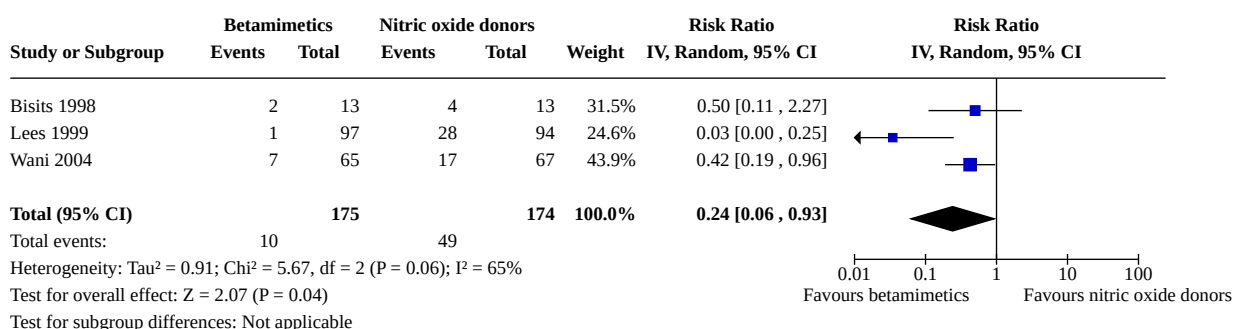 Betamimetics Nitric oxide donors Risk Ratio Risk Ratio
Study or Subgroup Events Total Events Total Weight IV, Random, 95% CI IV, Random, 95% CI
Bisits 1998 2 13 4 13 31.5% 0.50 [0.11 , 2.27]
Lees 1999 1 97 28 94 24.6% 0.03 [0.00 , 0.25]
Wani 2004 7 65 17 67 43.9% 0.42 [0.19 , 0.96]
Total (95% CI) 175 174 100.0% 0.24 [0.06 , 0.93]
Total events: 10 49
Heterogeneity: Tau² = 0.91; Chi² = 5.67, df = 2 (P = 0.06); I² = 65%
0.01 0.1 1 10 100
Test for overall effect: Z = 2.07 (P = 0.04)
Favours betamimetics Favours nitric oxide donors
Test for subgroup differences: Not applicable